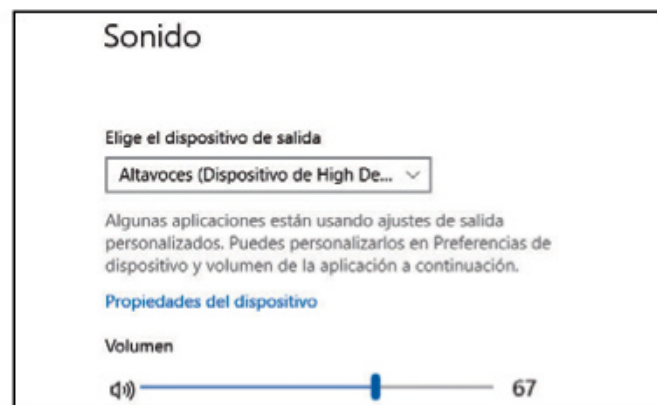 Sonido
Elige el dispositivo de salida
Altavoces (Dispositivo de High De...
Algunas aplicaciones están usando ajustes de salida
personalizados. Puedes personalizarlos en Preferencias de
dispositivo y volumen de la aplicación a continuación.
Propiedades del dispositivo
Volumen
67